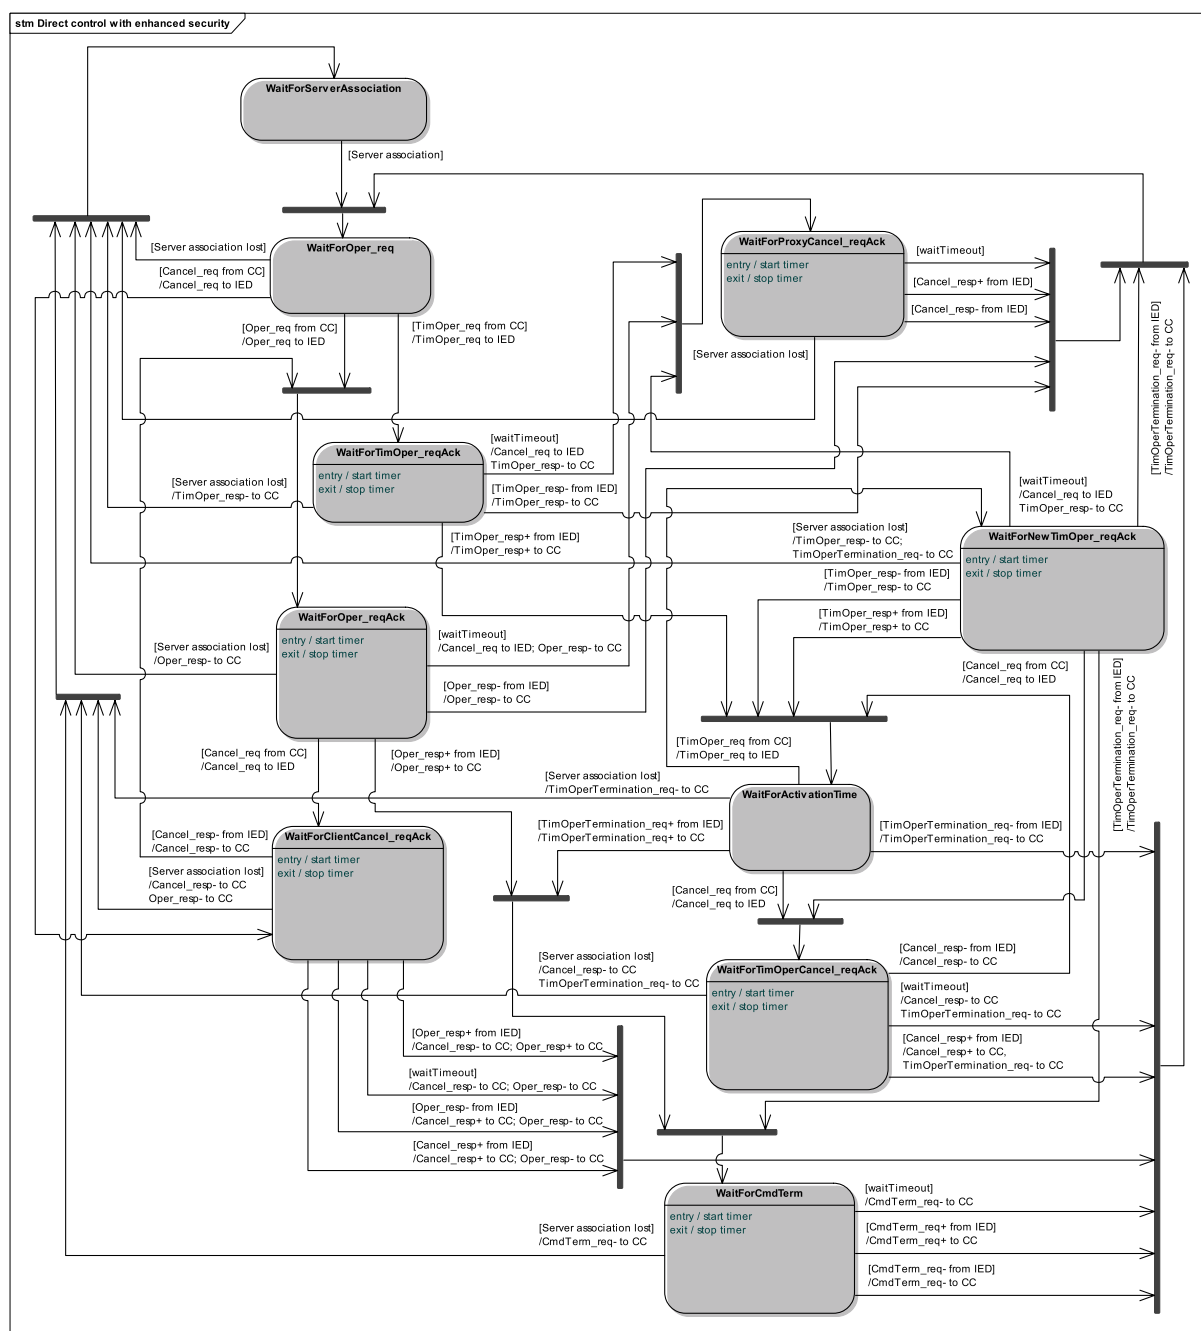 stm Direct control with enhanced security
WaitForServerAssociation
[Server association]
WaitForOper_req
[Server association lost]
[Cancel_req from CC]
/Cancel_req to IED
[Oper_req from CC]
/Oper_req to IED
[TimOper_req from CC]
/TimOper_req to IED
WaitForProxyCancel_reqAck
entry / start timer
exit / stop timer
[waitTimeout]
[Cancel_resp+ from IED]
[Cancel_resp- from IED]
[Server association lost]
[TimOperTermination_req- from IED]
/TimOperTermination_req- to CC
WaitForTimOper_reqAck
entry / start timer
exit / stop timer
[waitTimeout]
/Cancel_req to IED
TimOper_resp- to CC
[TimOper_resp- from IED]
/TimOper_resp- to CC
[Server association lost]
/TimOper_resp- to CC
[TimOper_resp+ from IED]
/TimOper_resp+ to CC
[waitTimeout]
/Cancel_req to IED
TimOper_resp- to CC
[Server association lost]
/TimOper_resp- to CC;
TimOperTermination_req- to CC
WaitForNewTimOper_reqAck
entry / start timer
exit / stop timer
[TimOper_resp- from IED]
/TimOper_resp- to CC
[TimOper_resp+ from IED]
/TimOper_resp+ to CC
[Cancel_req from CC]
/Cancel_req to IED
[TimOperTermination_req- from IED]
/TimOperTermination_req- to CC
WaitForOper_reqAck
entry / start timer
exit / stop timer
[Server association lost]
/Oper_resp- to CC
[waitTimeout]
/Cancel_req to IED; Oper_resp- to CC
[Oper_resp- from IED]
/Oper_resp- to CC
[Cancel_req from CC]
/Cancel_req to IED
[Oper_resp+ from IED]
/Oper_resp+ to CC
[TimOper_req from CC]
/TimOper_req to IED
[Server association lost]
/TimOperTermination_req- to CC
WaitForActivationTime
[TimOperTermination_req+ from IED]
/TimOperTermination_req+ to CC
[TimOperTermination_req- from IED]
/TimOperTermination_req- to CC
[Cancel_req from CC]
/Cancel_req to IED
WaitForClientCancel_reqAck
entry / start timer
exit / stop timer
[Cancel_resp- from IED]
/Cancel_resp- to CC
[Server association lost]
/Cancel_resp- to CC
Oper_resp- to CC
[Server association lost]
/Cancel_resp- to CC
TimOperTermination_req- to CC
WaitForTimOperCancel_reqAck
entry / start timer
exit / stop timer
[Cancel_resp- from IED]
/Cancel_resp- to CC
[waitTimeout]
/Cancel_resp- to CC
TimOperTermination_req- to CC
[Cancel_resp+ from IED]
/Cancel_resp+ to CC,
TimOperTermination_req- to CC
[Oper_resp+ from IED]
/Cancel_resp- to CC; Oper_resp+ to CC
[waitTimeout]
/Cancel_resp- to CC; Oper_resp- to CC
[Oper_resp- from IED]
/Cancel_resp+ to CC; Oper_resp- to CC
[Cancel_resp+ from IED]
/Cancel_resp+ to CC; Oper_resp- to CC
WaitForCmdTerm
entry / start timer
exit / stop timer
[Server association lost]
/CmdTerm_req- to CC
[waitTimeout]
/CmdTerm_req- to CC
[CmdTerm_req+ from IED]
/CmdTerm_req+ to CC
[CmdTerm_req- from IED]
/CmdTerm_req- to CC